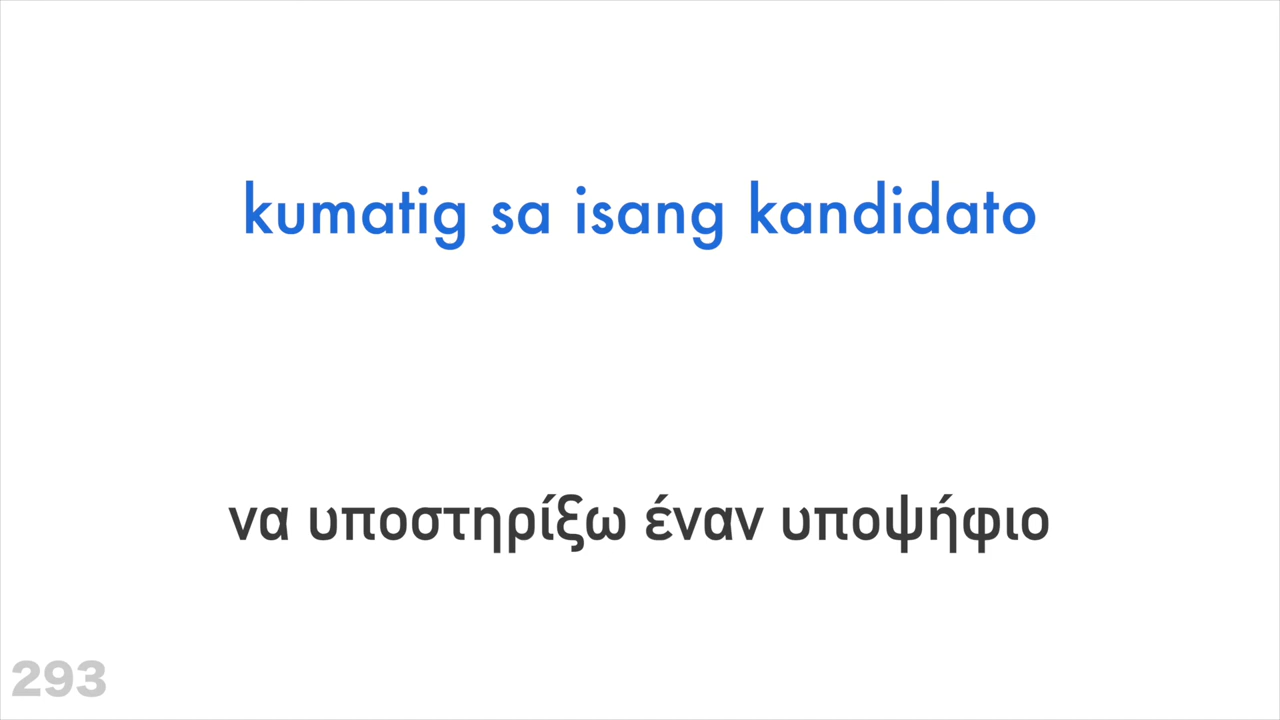 kumatig sa isang kandidato
να υποστηρίξω έναν υποψήφιο
293